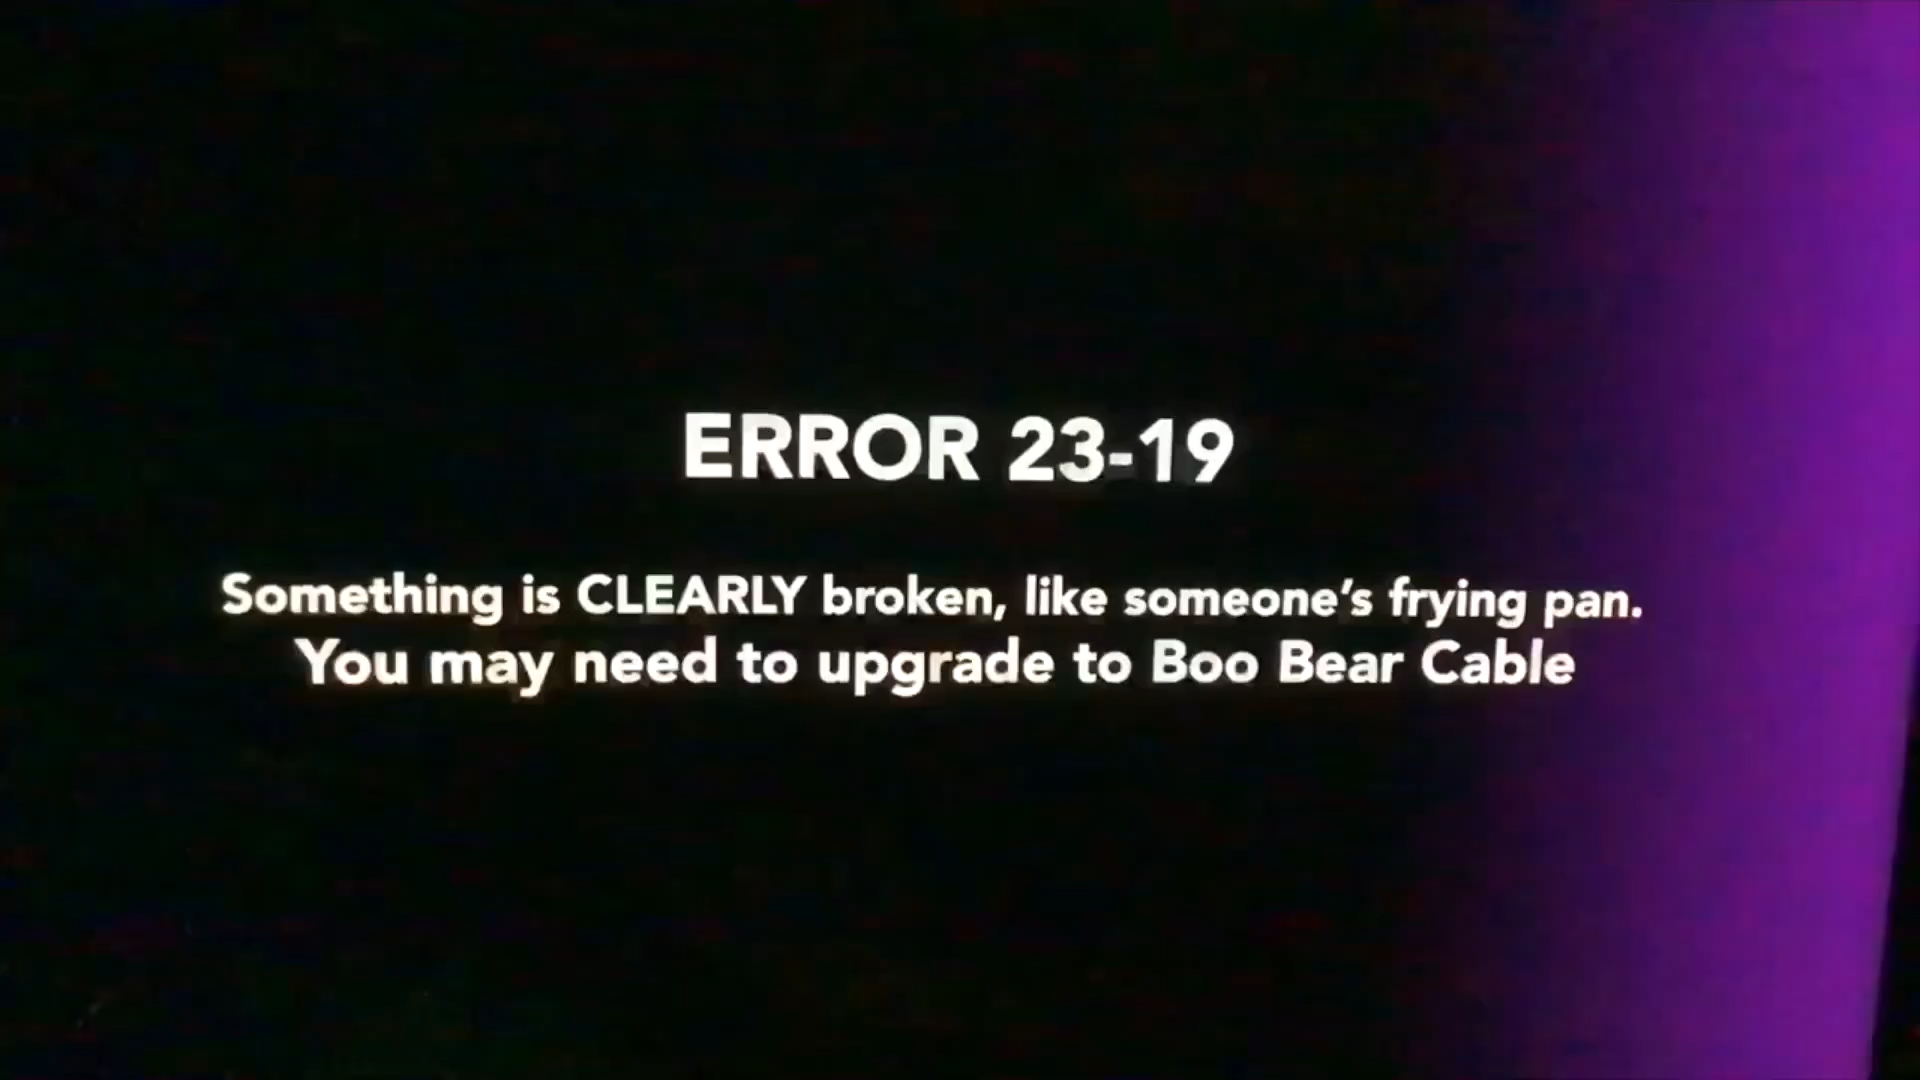 ERROR 23-19
Something is CLEARLY broken, like someone's frying pan.
You may need to upgrade to Boo Bear Cable